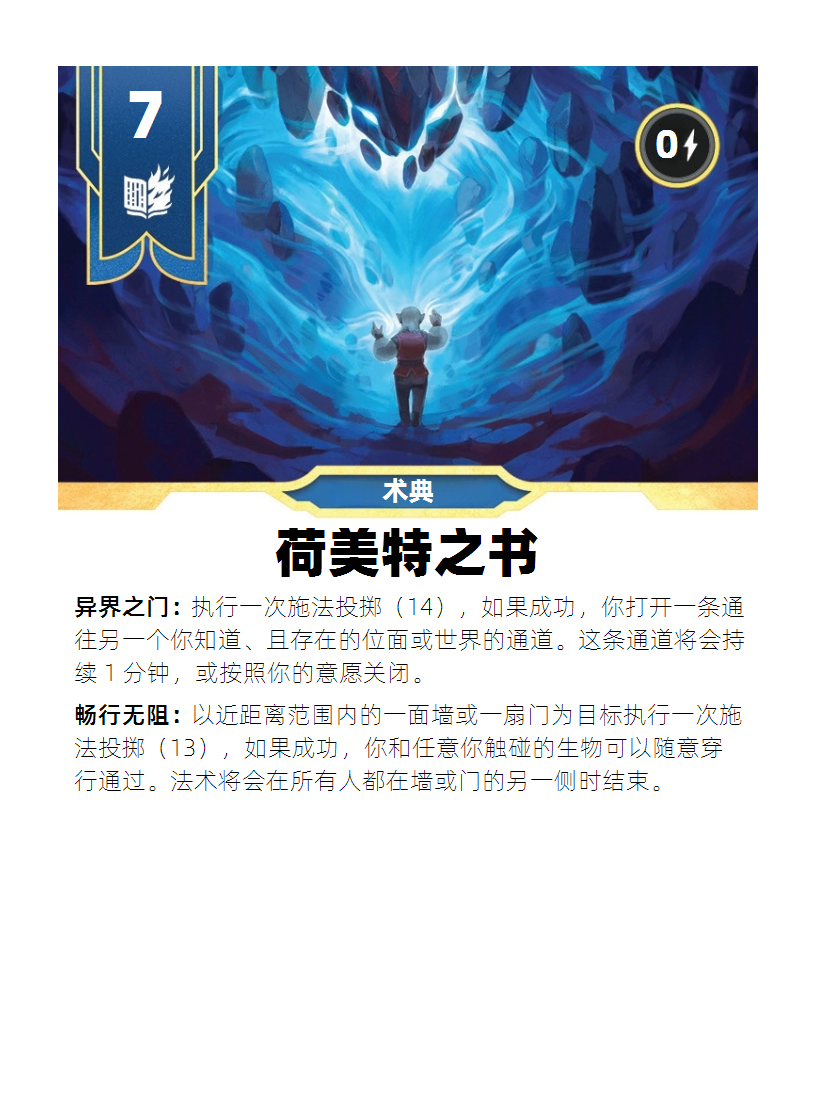 7
0
术典
荷美特之书
异界之门：执行一次施法投掷（14），如果成功，你打开一条通
往另一个你知道、且存在的位面或世界的通道。这条通道将会持
续 1 分钟，或按照你的意愿关闭。
畅行无阻：以近距离范围内的一面墙或一扇门为目标执行一次施
法投掷（13），如果成功，你和任意你触碰的生物可以随意穿
行通过。法术将会在所有人都在墙或门的另一侧时结束。